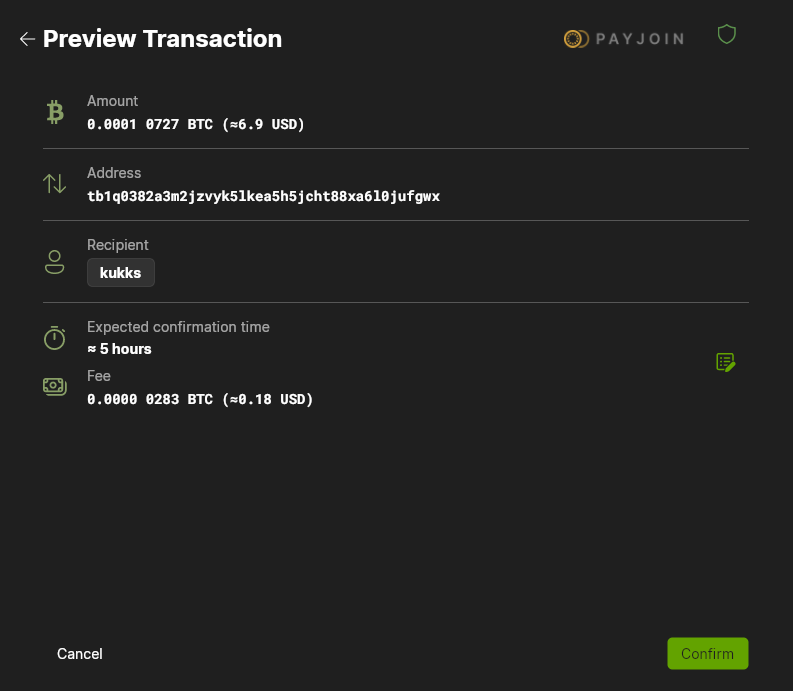 Preview Transaction
PAYJOIN
Amount
0.0001 0727 BTC (≈6.9 USD)
Address
tb1q0382a3m2jzvyk5lkea5h5jcht88xa6l0jufgwx
Recipient
kukks
Expected confirmation time
≈ 5 hours
Fee
0.0000 0283 BTC (≈0.18 USD)
Cancel
Confirm